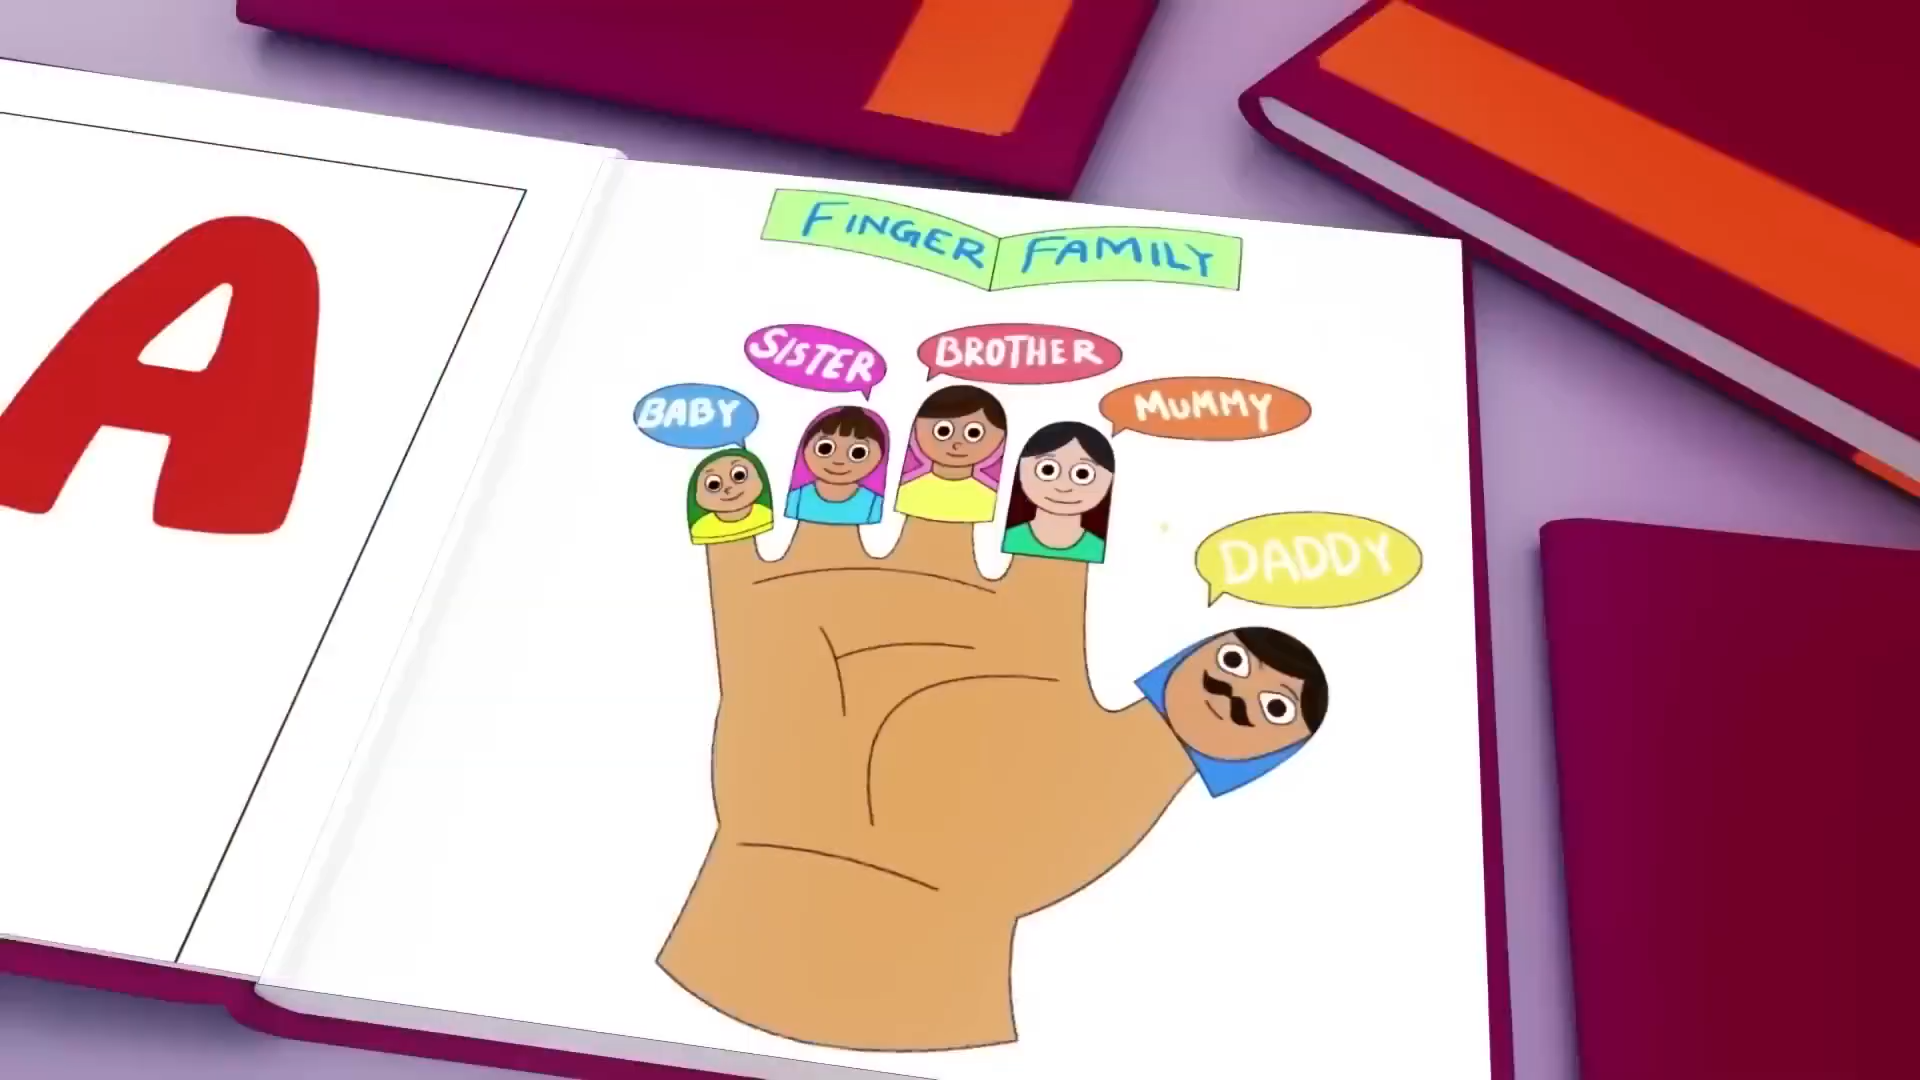 A
FINGER FAMILY
SISTER
BROTHER
BABY
MUMMY
DADDY